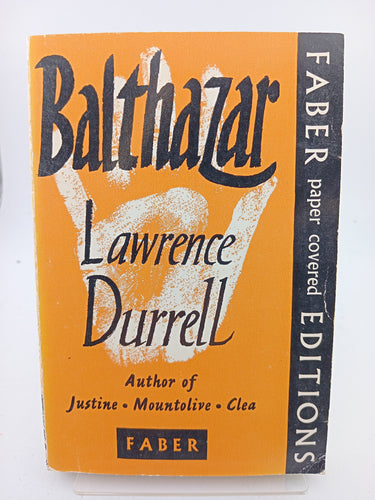 Balthazar
Lawrence
Durrell
Author of
Justine • Mountolive • Clea
FABER
FABER paper covered EDITIONS